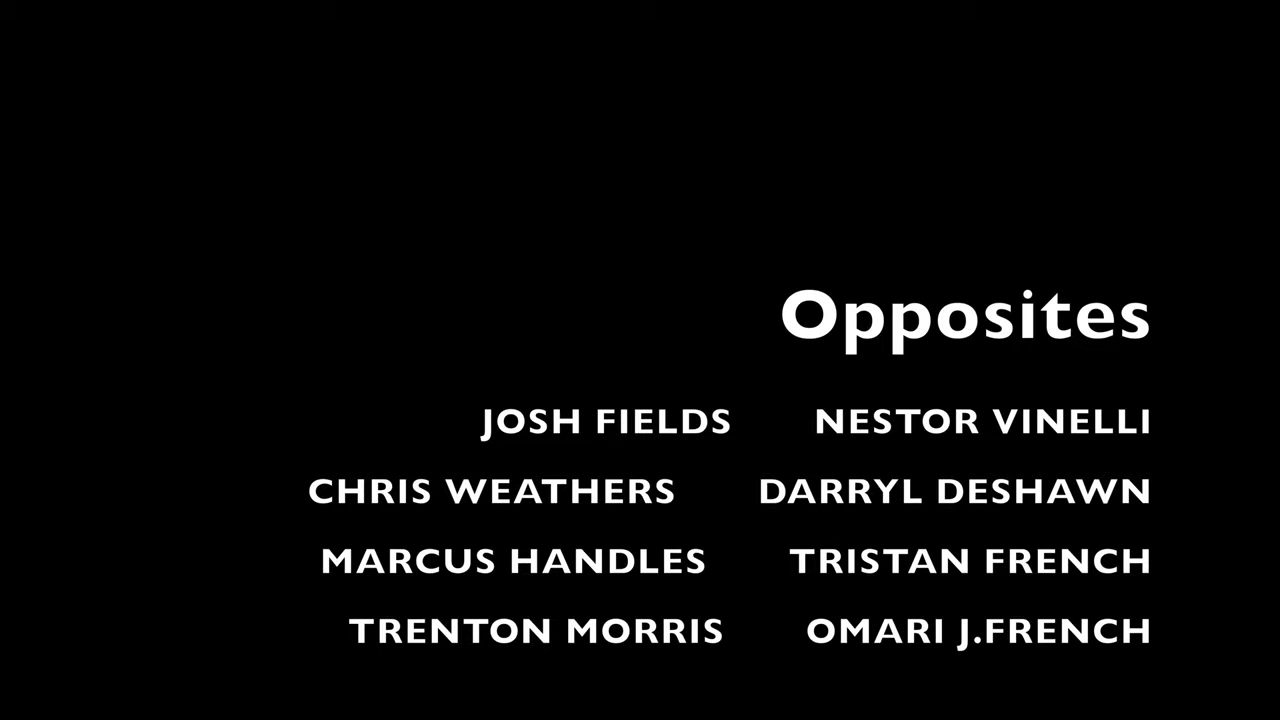 Opposites
JOSH FIELDS NESTOR VINELLI
CHRIS WEATHERS DARRYL DESHAWN
MARCUS HANDLES TRISTAN FRENCH
TRENTON MORRIS OMARI J.FRENCH